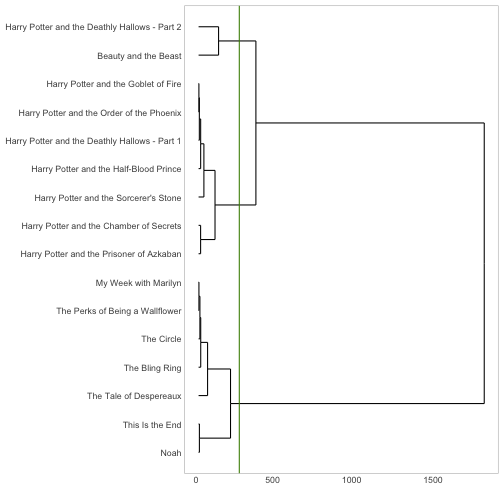 Harry Potter and the Deathly Hallows - Part 2
Beauty and the Beast
Harry Potter and the Goblet of Fire
Harry Potter and the Order of the Phoenix
Harry Potter and the Deathly Hallows - Part 1
Harry Potter and the Half-Blood Prince
Harry Potter and the Sorcerer's Stone
Harry Potter and the Chamber of Secrets
Harry Potter and the Prisoner of Azkaban
My Week with Marilyn
The Perks of Being a Wallflower
The Circle
The Bling Ring
The Tale of Despereaux
This Is the End
Noah
0 500 1000 1500